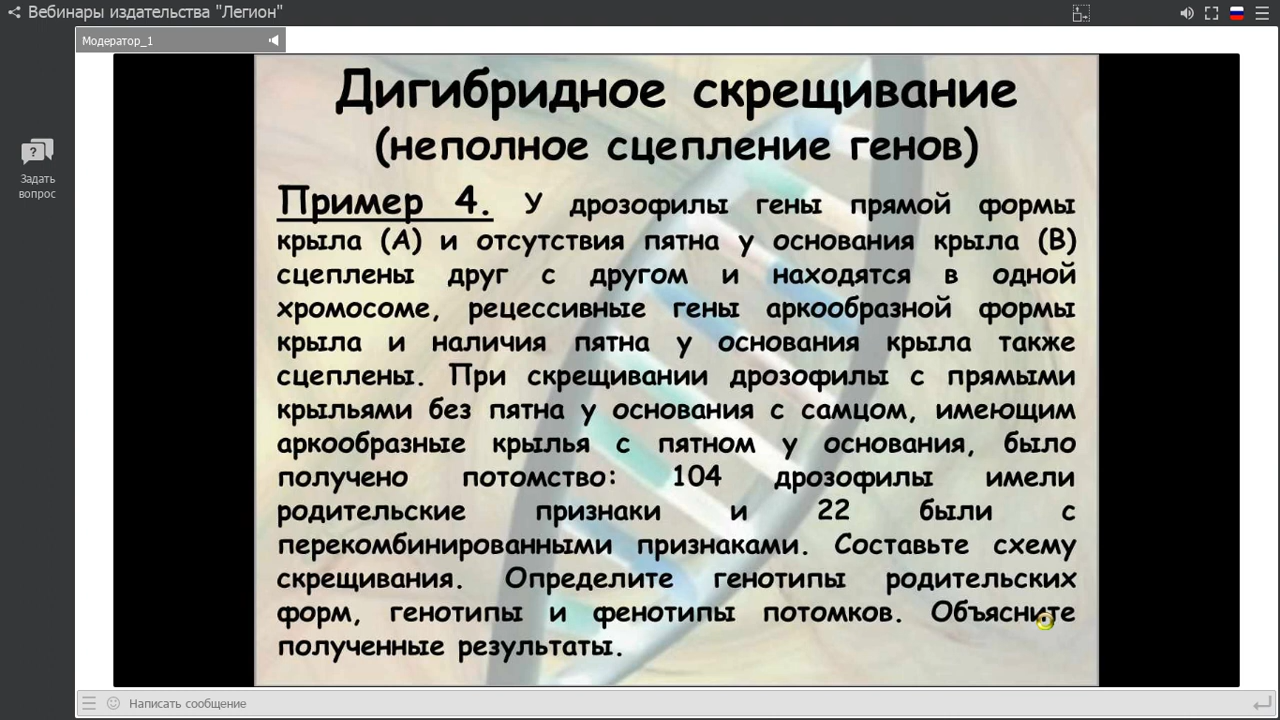 Вебинары издательства "Легион"
Модератор_1
Задать
вопрос
Дигибридное скрещивание
(неполное сцепление генов)
Пример 4. У дрозофилы гены прямой формы
крыла (А) и отсутствия пятна у основания крыла (В)
сцеплены друг с другом и находятся в одной
хромосоме, рецессивные гены аркообразной формы
крыла и наличия пятна у основания крыла также
сцеплены. При скрещивании дрозофилы с прямыми
крыльями без пятна у основания с самцом, имеющим
аркообразные крылья с пятном у основания, было
получено потомство: 104 дрозофилы имели
родительские признаки и 22 были с
перекомбинированными признаками. Составьте схему
скрещивания. Определите генотипы родительских
форм, генотипы и фенотипы потомков. Объясните
полученные результаты.
Написать сообщение